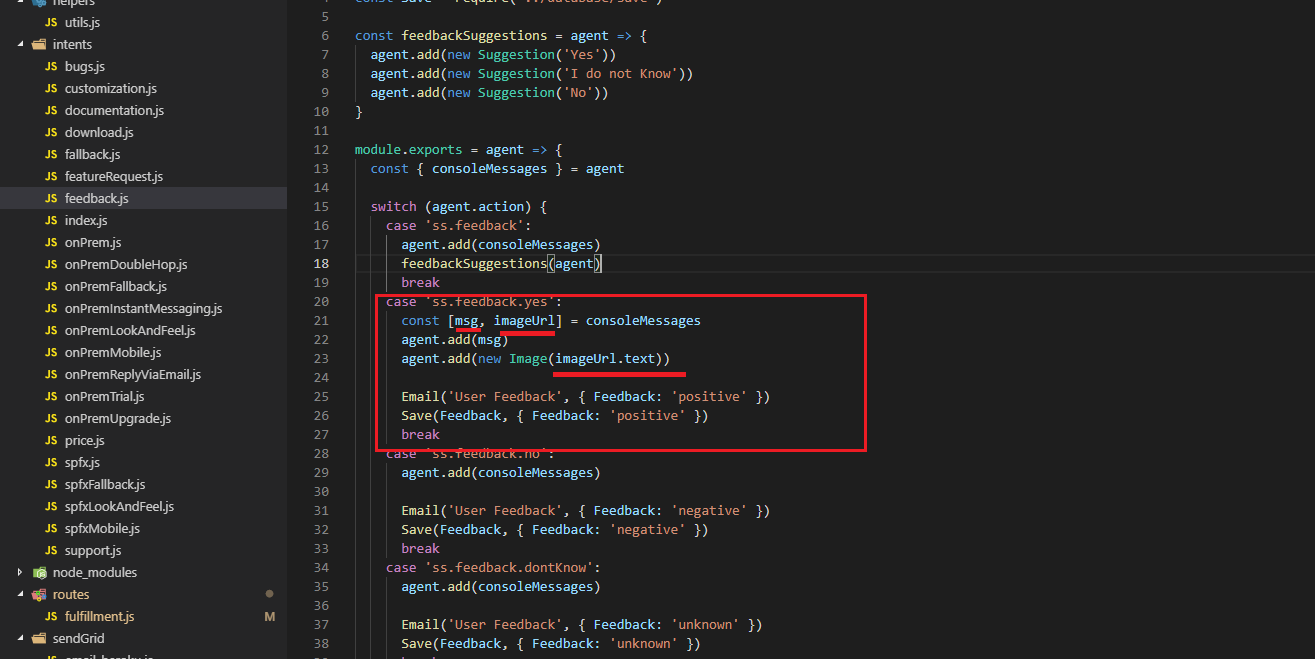 helpers
JS utils.js
intents
JS bugs.js
JS customization.js
JS documentation.js
JS download.js
JS fallback.js
JS featureRequest.js
JS feedback.js
JS index.js
JS onPrem.js
JS onPremDoubleHop.js
JS onPremFallback.js
JS onPremInstantMessaging.js
JS onPremLookAndFeel.js
JS onPremMobile.js
JS onPremReplyViaEmail.js
JS onPremTrial.js
JS onPremUpgrade.js
JS price.js
JS spfx.js
JS spfxFallback.js
JS spfxLookAndFeel.js
JS spfxMobile.js
JS support.js
node_modules
routes
JS fulfillment.js M
sendGrid
5
6 const feedbackSuggestions = agent => {
7 agent.add(new Suggestion('Yes'))
8 agent.add(new Suggestion('I do not Know'))
9 agent.add(new Suggestion('No'))
10 }
11
12 module.exports = agent => {
13 const { consoleMessages } = agent
14
15 switch (agent.action) {
16 case 'ss.feedback':
17 agent.add(consoleMessages)
18 feedbackSuggestions(agent)
19 break
20 case 'ss.feedback.yes':
21 const [msg, imageUrl] = consoleMessages
22 agent.add(msg)
23 agent.add(new Image(imageUrl.text))
24
25 Email('User Feedback', { Feedback: 'positive' })
26 Save(Feedback, { Feedback: 'positive' })
27 break
28 case 'ss.feedback.no':
29 agent.add(consoleMessages)
30
31 Email('User Feedback', { Feedback: 'negative' })
32 Save(Feedback, { Feedback: 'negative' })
33 break
34 case 'ss.feedback.dontKnow':
35 agent.add(consoleMessages)
36
37 Email('User Feedback', { Feedback: 'unknown' })
38 Save(Feedback, { Feedback: 'unknown' })